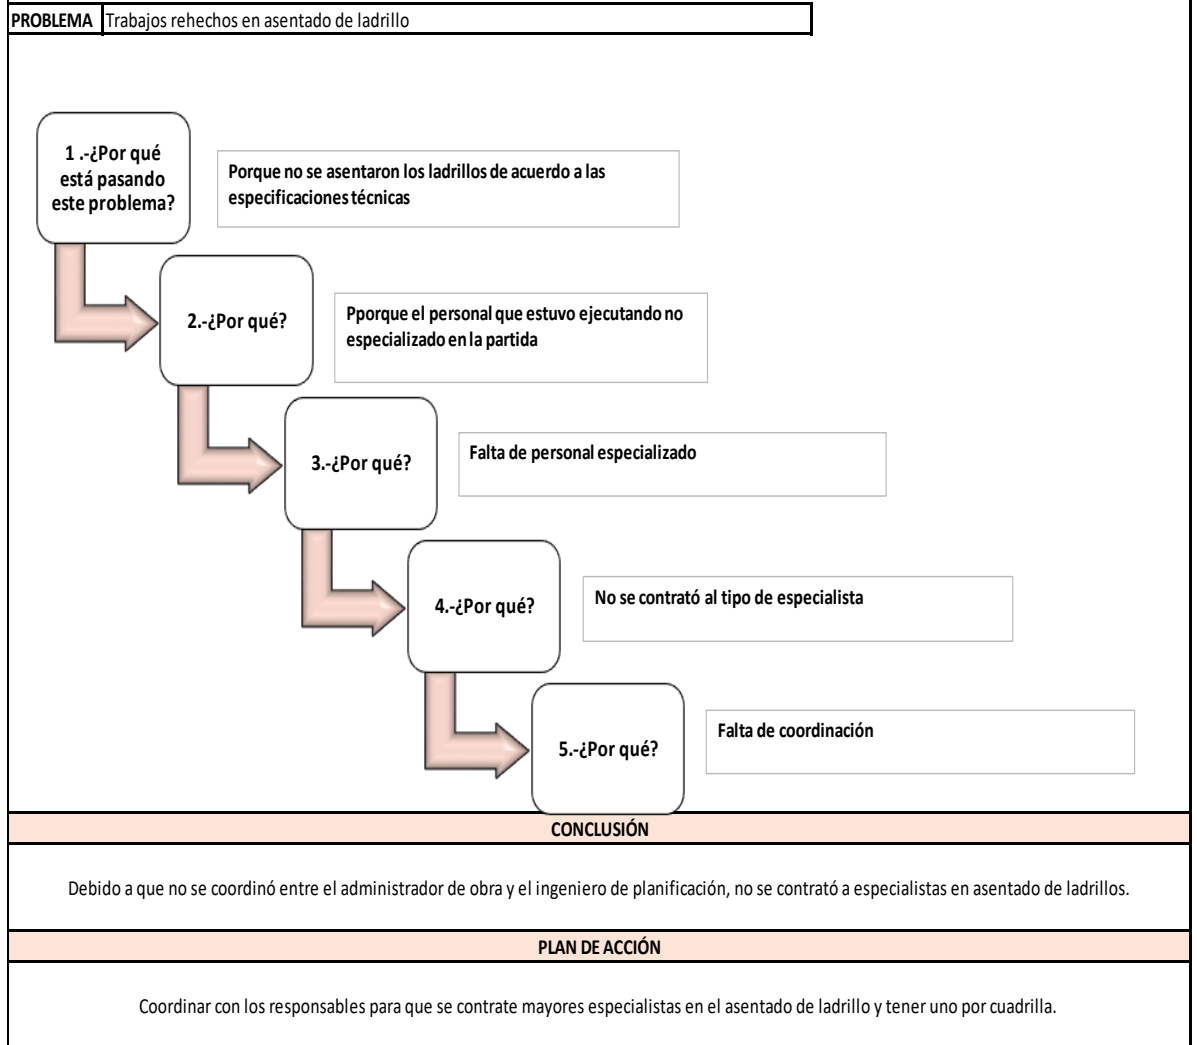 PROBLEMA Trabajos rehechos en asentado de ladrillo
1 .-¿Por qué
está pasando
este problema?
Porque no se asentaron los ladrillos de acuerdo a las
especificaciones técnicas
2.-¿Por qué?
Pporque el personal que estuvo ejecutando no
especializado en la partida
3.-¿Por qué?
Falta de personal especializado
4.-¿Por qué?
No se contrató al tipo de especialista
5.-¿Por qué?
Falta de coordinación
CONCLUSIÓN
Debido a que no se coordinó entre el administrador de obra y el ingeniero de planificación, no se contrató a especialistas en asentado de ladrillos.
PLAN DE ACCIÓN
Coordinar con los responsables para que se contrate mayores especialistas en el asentado de ladrillo y tener uno por cuadrilla.